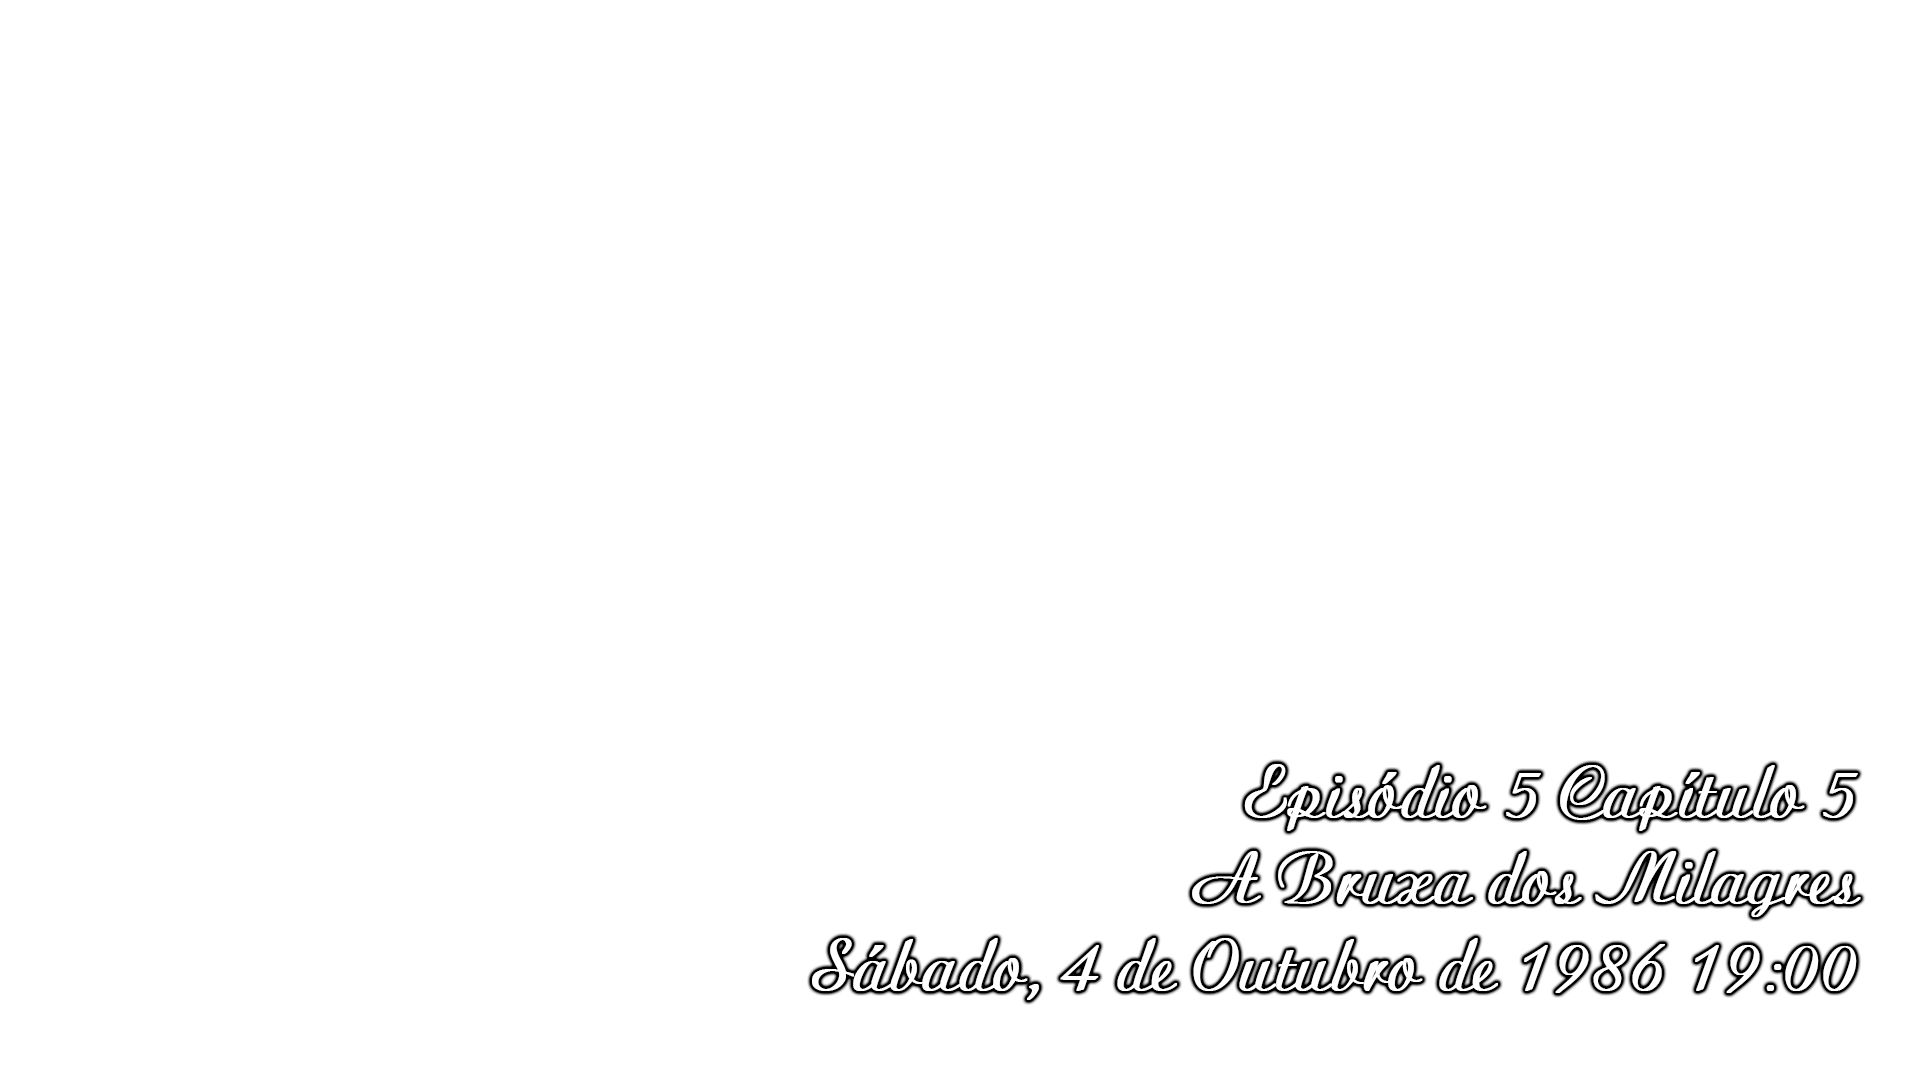 Episódio 5 Capítulo 5
A Bruxa dos Milagres
Sábado, 4 de Outubro de 1986 19:00